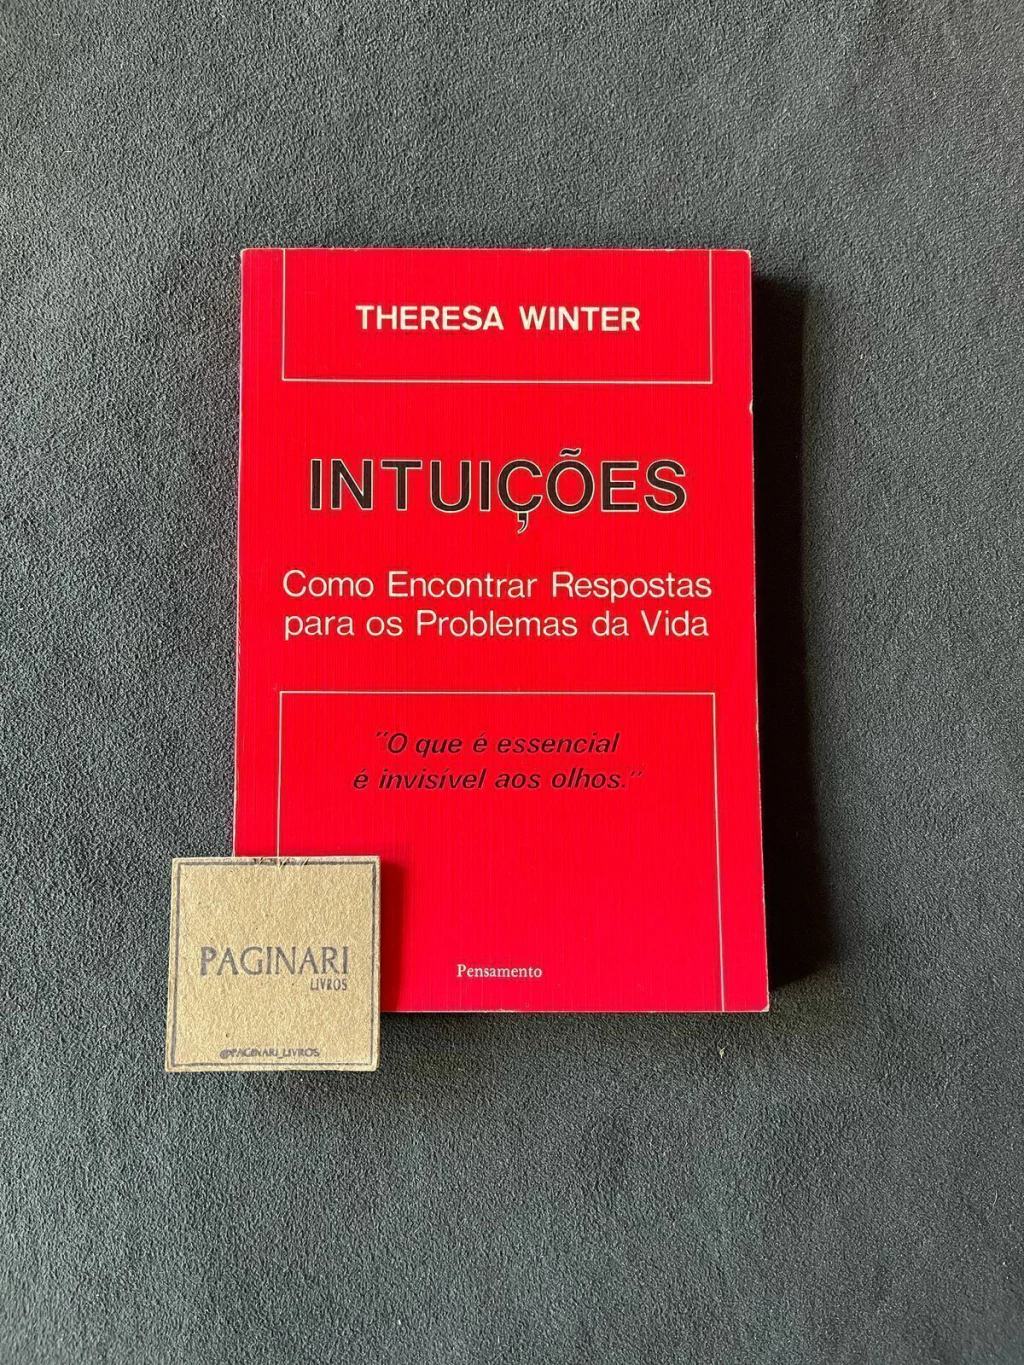 THERESA WINTER
INTUIÇÕES
Como Encontrar Respostas
para os Problemas da Vida
"O que é essencial
é invisível aos olhos."
Pensamento
PAGINARI
LIVROS
@PAGINARI_LIVROS